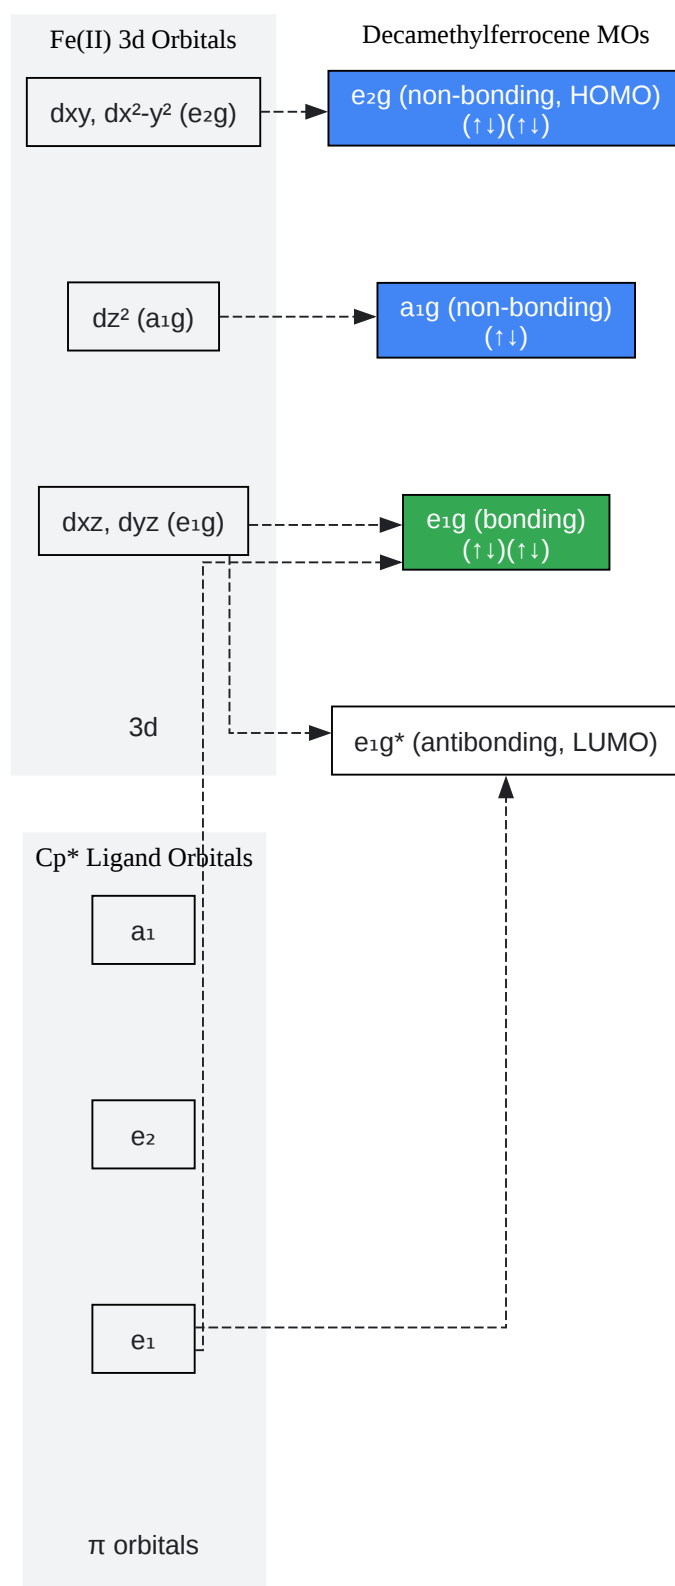 Fe(II) 3d Orbitals
Decamethylferrocene MOs
dxy, dx²-y² (e₂g)
e₂g (non-bonding, HOMO)
(↑↓)(↑↓)
dz² (a₁g)
a₁g (non-bonding)
(↑↓)
dxz, dyz (e₁g)
e₁g (bonding)
(↑↓)(↑↓)
3d
e₁g* (antibonding, LUMO)
Cp* Ligand Orbitals
a₁
e₂
e₁
π orbitals